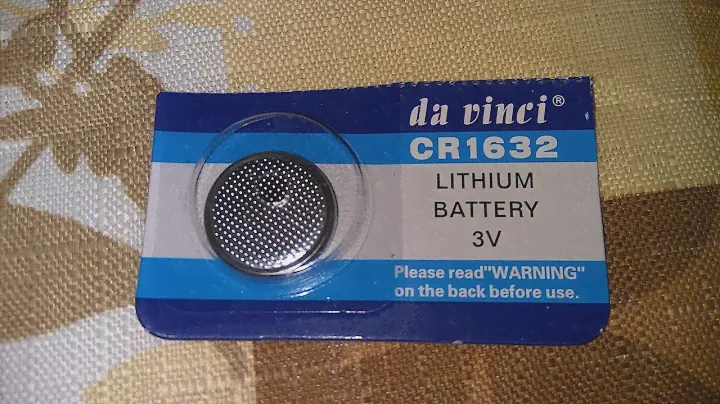 da vinci®
CR1632
LITHIUM
BATTERY
3V
Please read"WARNING"
on the back before use.